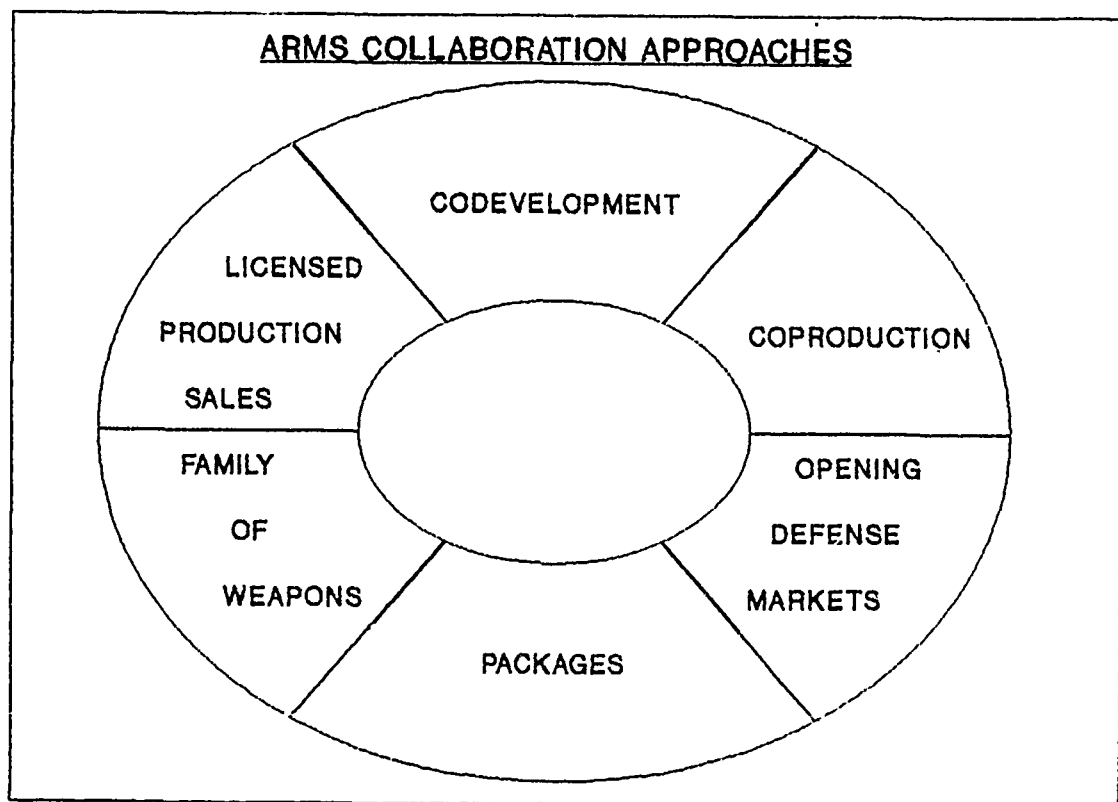 ARMS COLLABORATION APPROACHES
CODEVELOPMENT
LICENSED
PRODUCTION
SALES
COPRODUCTION
FAMILY
OF
WEAPONS
OPENING
DEFENSE
MARKETS
PACKAGES